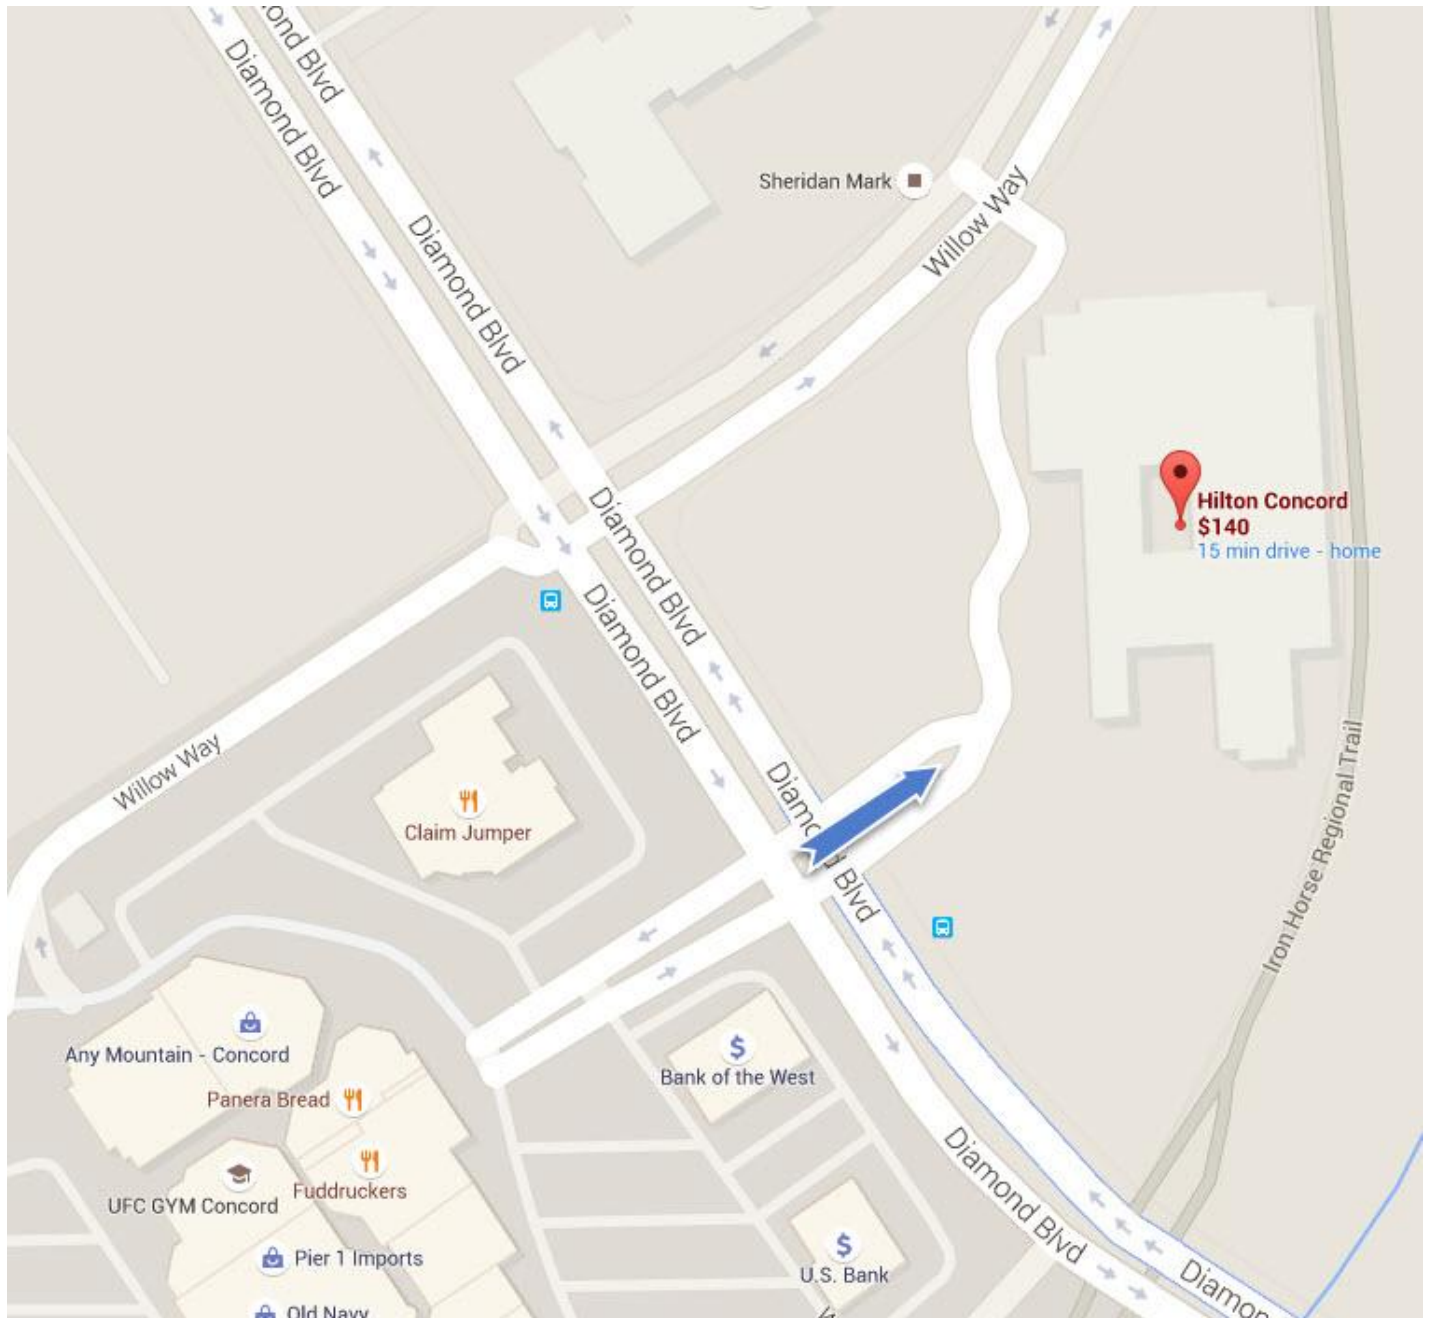 ond Blvd
Diamond Blvd
Sheridan Mark
Willow Way
Diamond Blvd
Hilton Concord
$140
15 min drive - home
Diamond Blvd
Diamond Blvd
Willow Way
Claim Jumper
Iron Horse Regional Trail
Any Mountain - Concord
Bank of the West
Panera Bread
Fuddruckers
UFC GYM Concord
Diamond Blvd
Pier 1 Imports
U.S. Bank
Diamon
Old Navy